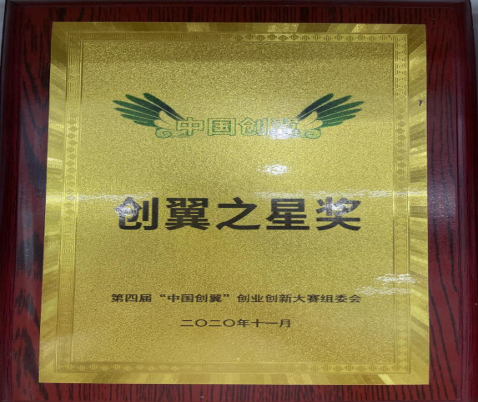 中国创翼
创翼之星奖
第四届“中国创翼”创业创新大赛组委会
二〇二〇年十一月